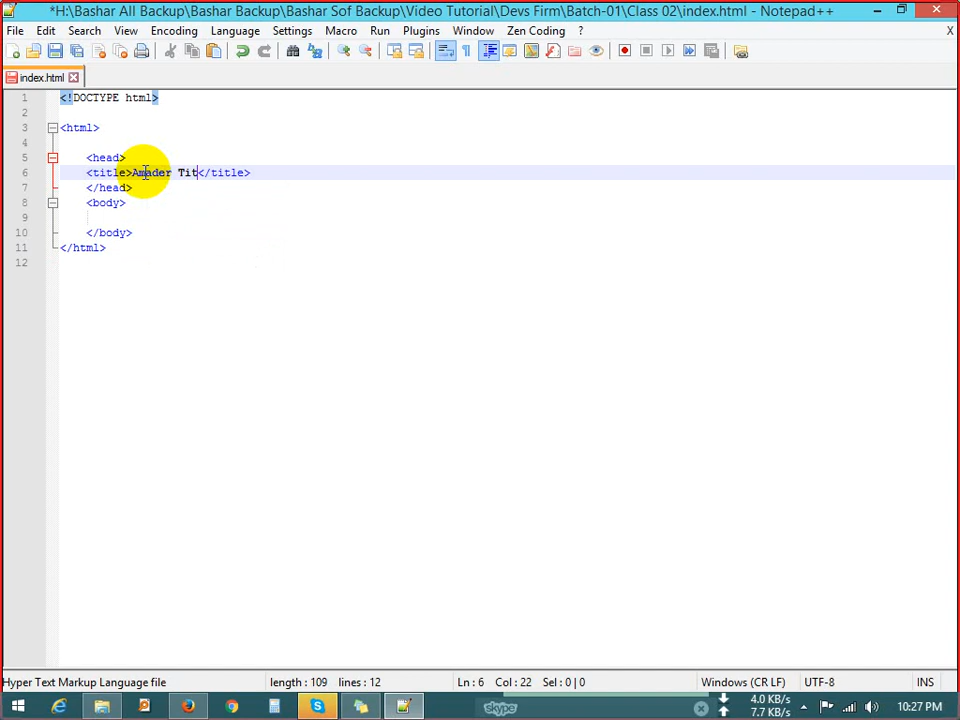 *H:\Bashar All Backup\Bashar Backup\Bashar Sof Backup\Video Tutorial\Devs Firm\Batch-01\Class 02\index.html - Notepad++
File Edit Search View Encoding Language Settings Macro Run Plugins Window Zen Coding ? X
index.html
1 <!DOCTYPE html>
2
3 <html>
4
5 <head>
6 <title>Amader Tit</title>
7 </head>
8 <body>
9
10 </body>
11 </html>
12
Hyper Text Markup Language file length : 109 lines : 12 Ln : 6 Col : 22 Sel : 0 | 0 Windows (CR LF) UTF-8 INS
skype 4.0 KB/s
7.7 KB/s 10:27 PM